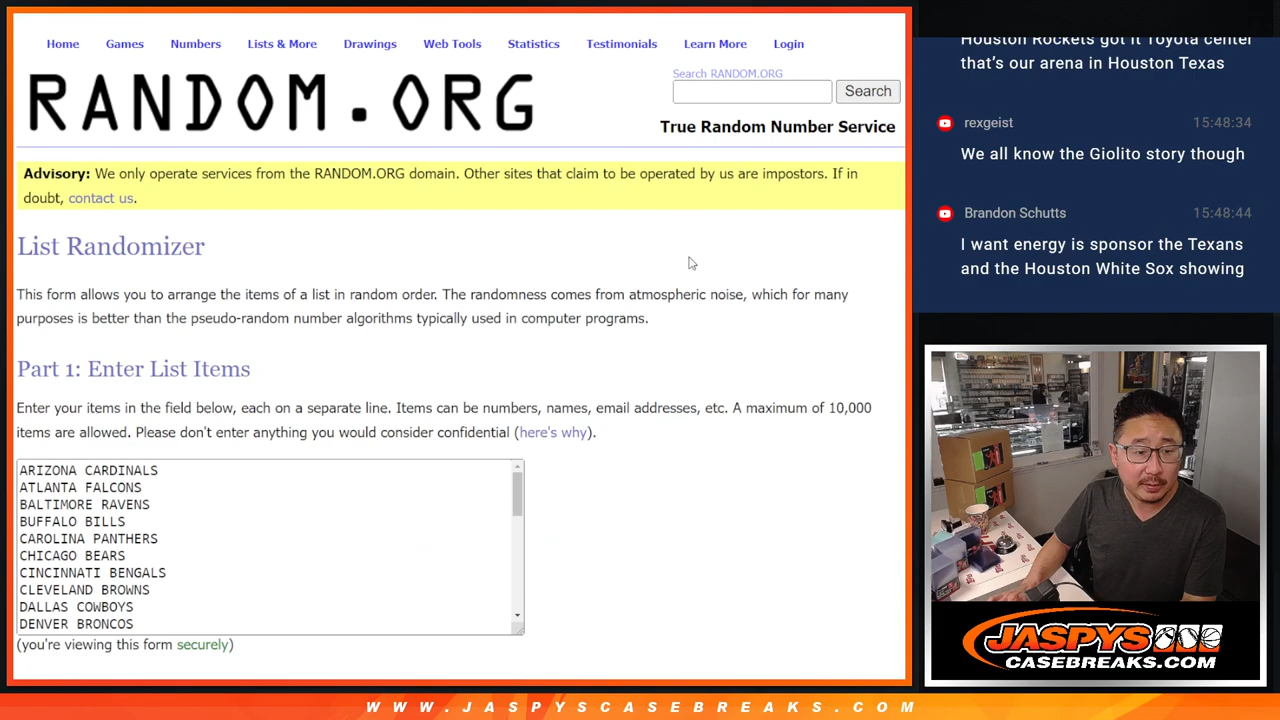 Home Games Numbers Lists & More Drawings Web Tools Statistics Testimonials Learn More Login
RANDOM.ORG
Search RANDOM.ORG
Search
True Random Number Service
Advisory: We only operate services from the RANDOM.ORG domain. Other sites that claim to be operated by us are impostors. If in
doubt, contact us.
List Randomizer
This form allows you to arrange the items of a list in random order. The randomness comes from atmospheric noise, which for many
purposes is better than the pseudo-random number algorithms typically used in computer programs.
Part 1: Enter List Items
Enter your items in the field below, each on a separate line. Items can be numbers, names, email addresses, etc. A maximum of 10,000
items are allowed. Please don't enter anything you would consider confidential (here's why).
ARIZONA CARDINALS
ATLANTA FALCONS
BALTIMORE RAVENS
BUFFALO BILLS
CAROLINA PANTHERS
CHICAGO BEARS
CINCINNATI BENGALS
CLEVELAND BROWNS
DALLAS COWBOYS
DENVER BRONCOS
(you're viewing this form securely)
Houston Rockets got it Toyota center
that's our arena in Houston Texas
rexgeist 15:48:34
We all know the Giolito story though
Brandon Schutts 15:48:44
I want energy is sponsor the Texans
and the Houston White Sox showing
JASPYS
CASEBREAKS.COM
WWW.JASPYSCASEBREAKS.COM